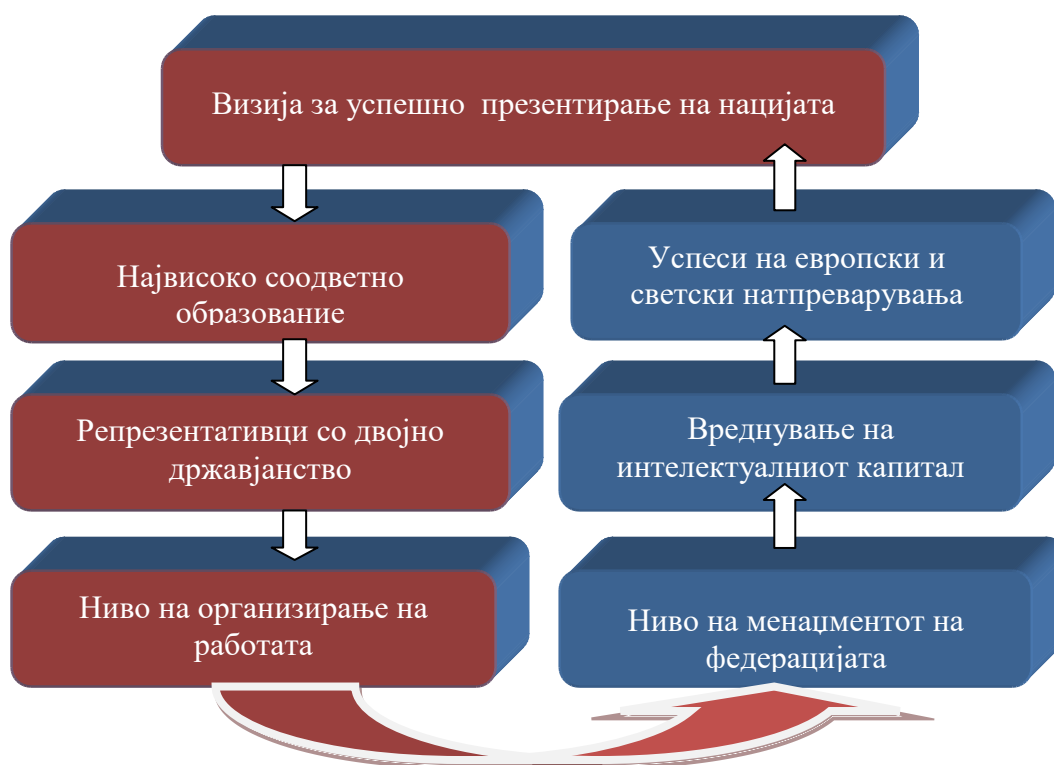 Визија за успешно презентирање на нацијата
Највисоко соодветно
образование
Репрезентативци со двојно
државјанство
Ниво на организирање на
работата
Успеси на европски и
светски натпреварувања
Вреднување на
интелектуалниот капитал
Ниво на менаџментот на
федерацијата